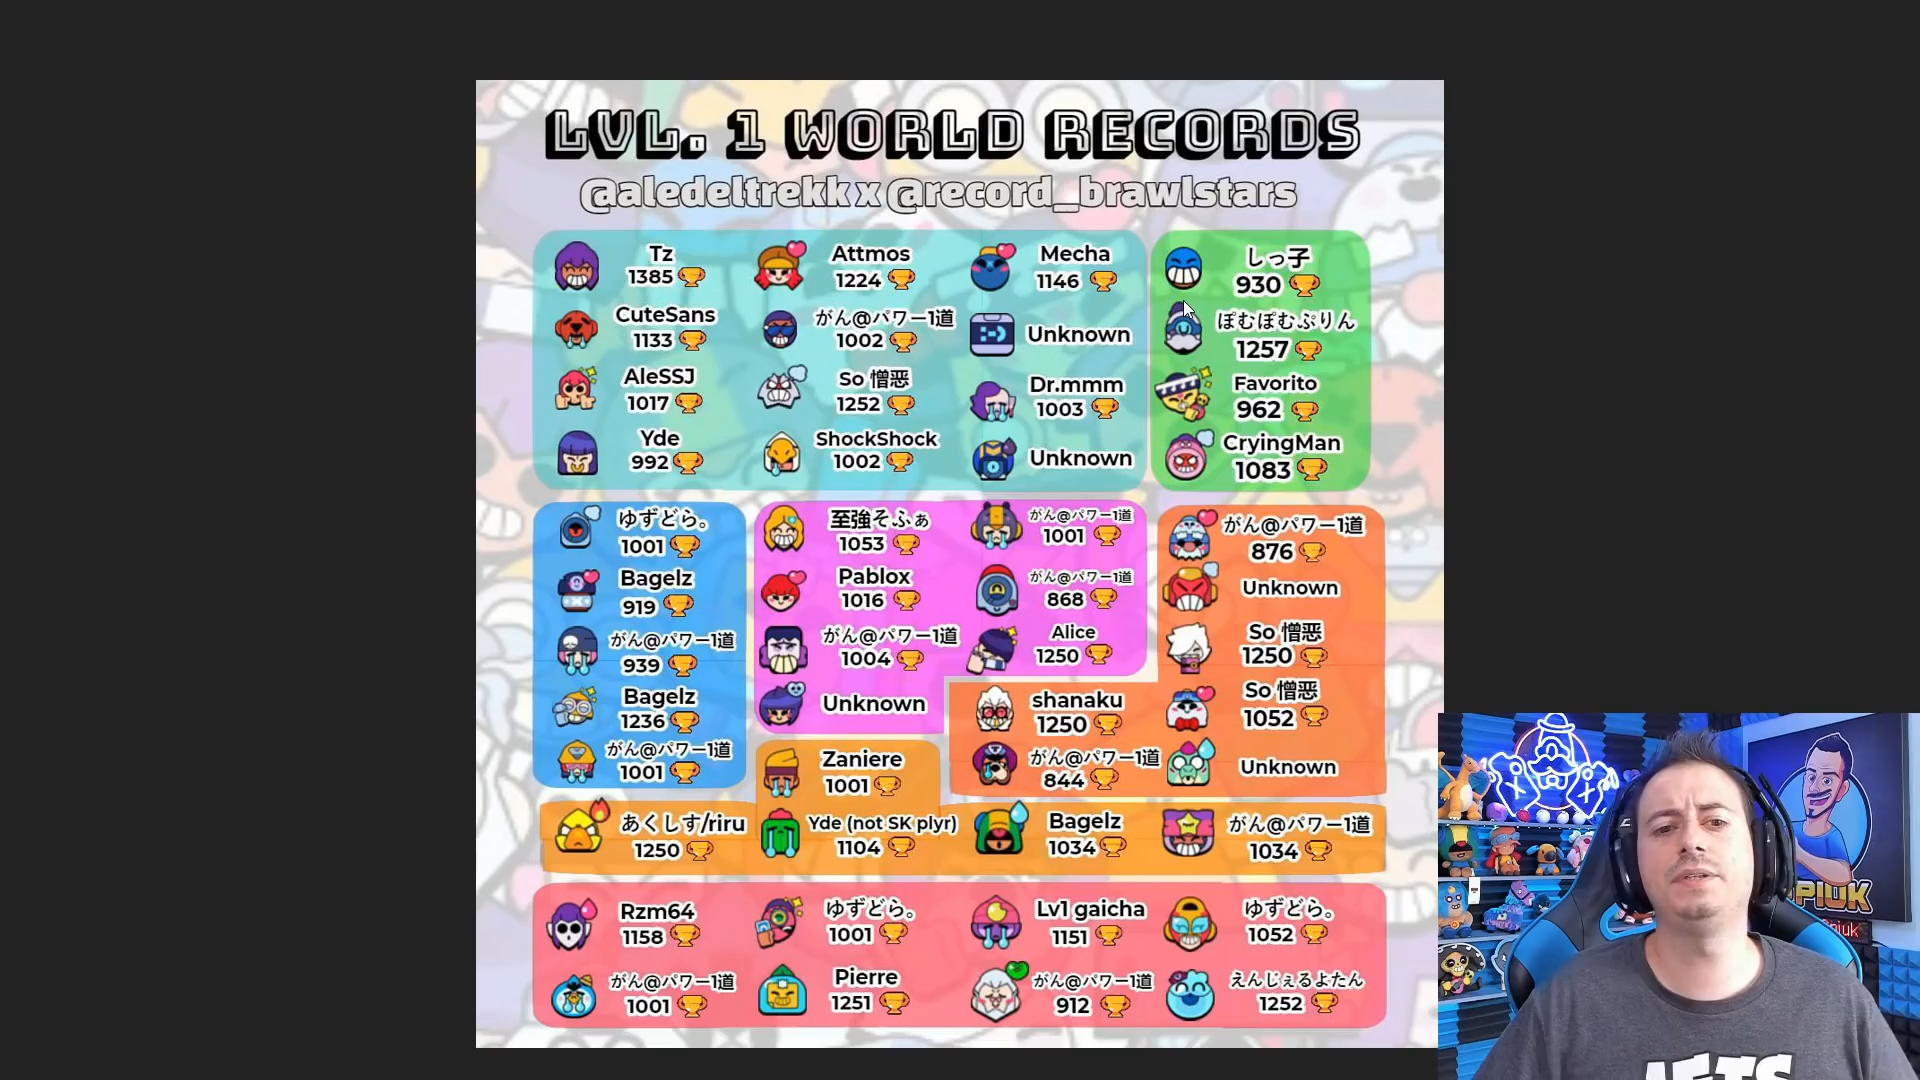 LVL. 1 WORLD RECORDS
@aledeltrekk x @record_brawlstars
Tz
1385
Attmos
1224
Mecha
1146
しっ子
930
CuteSans
1133
がん@パワー1道
1002
Unknown
ぽむぽむぷりん
1257
AleSSJ
1017
So 憎恶
1252
Dr.mmm
1003
Favorito
962
Yde
992
ShockShock
1002
Unknown
CryingMan
1083
ゆずどら。
1001
Bagelz
919
がん@パワー1道
939
Bagelz
1236
がん@パワー1道
1001
至強そふぁ
1053
がん@パワー1道
1001
Pablox
1016
がん@パワー1道
868
がん@パワー1道
1004
Alice
1250
Unknown
がん@パワー1道
876
Unknown
So 憎恶
1250
shanaku
1250
So 憎恶
1052
がん@パワー1道
844
Unknown
Zaniere
1001
あくしす/riru
1250
Yde (not SK plyr)
1104
Bagelz
1034
がん@パワー1道
1034
Rzm64
1158
ゆずどら。
1001
Lv1 gaicha
1151
ゆずどら。
1052
がん@パワー1道
1001
Pierre
1251
がん@パワー1道
912
えんじぇるよたん
1252
PIUK